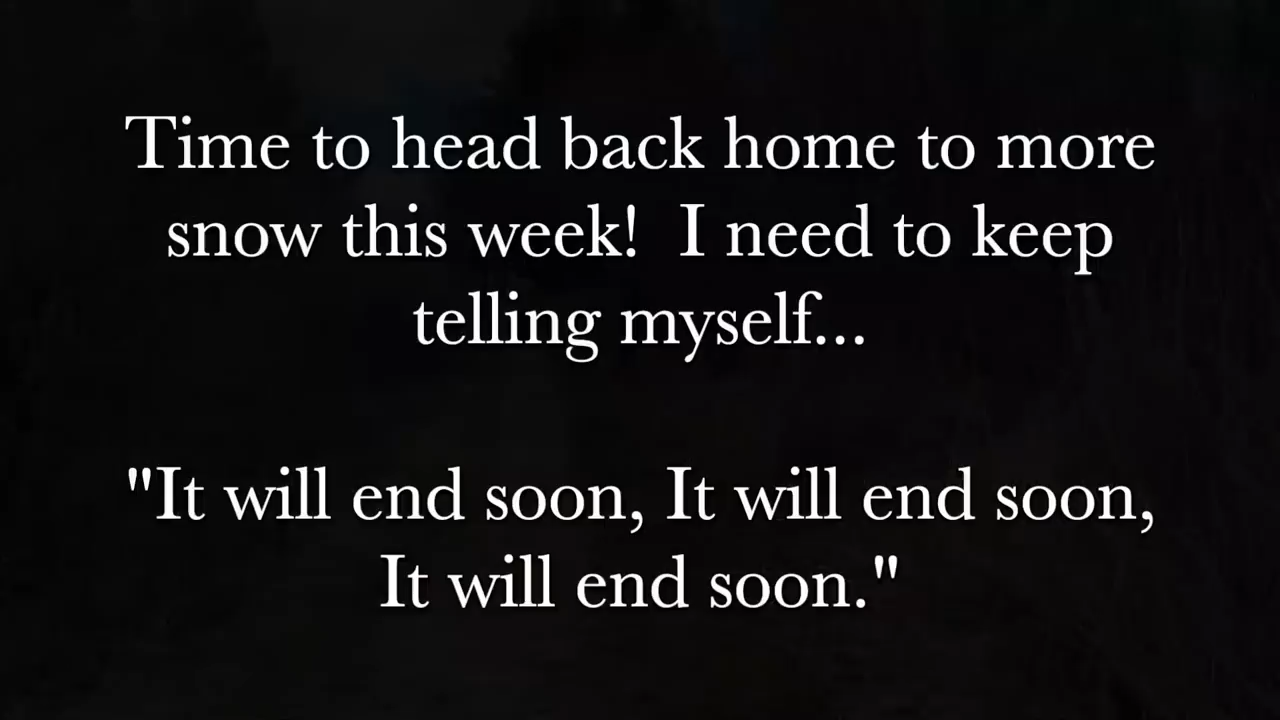 Time to head back home to more
snow this week!  I need to keep
telling myself...
"It will end soon, It will end soon,
It will end soon."